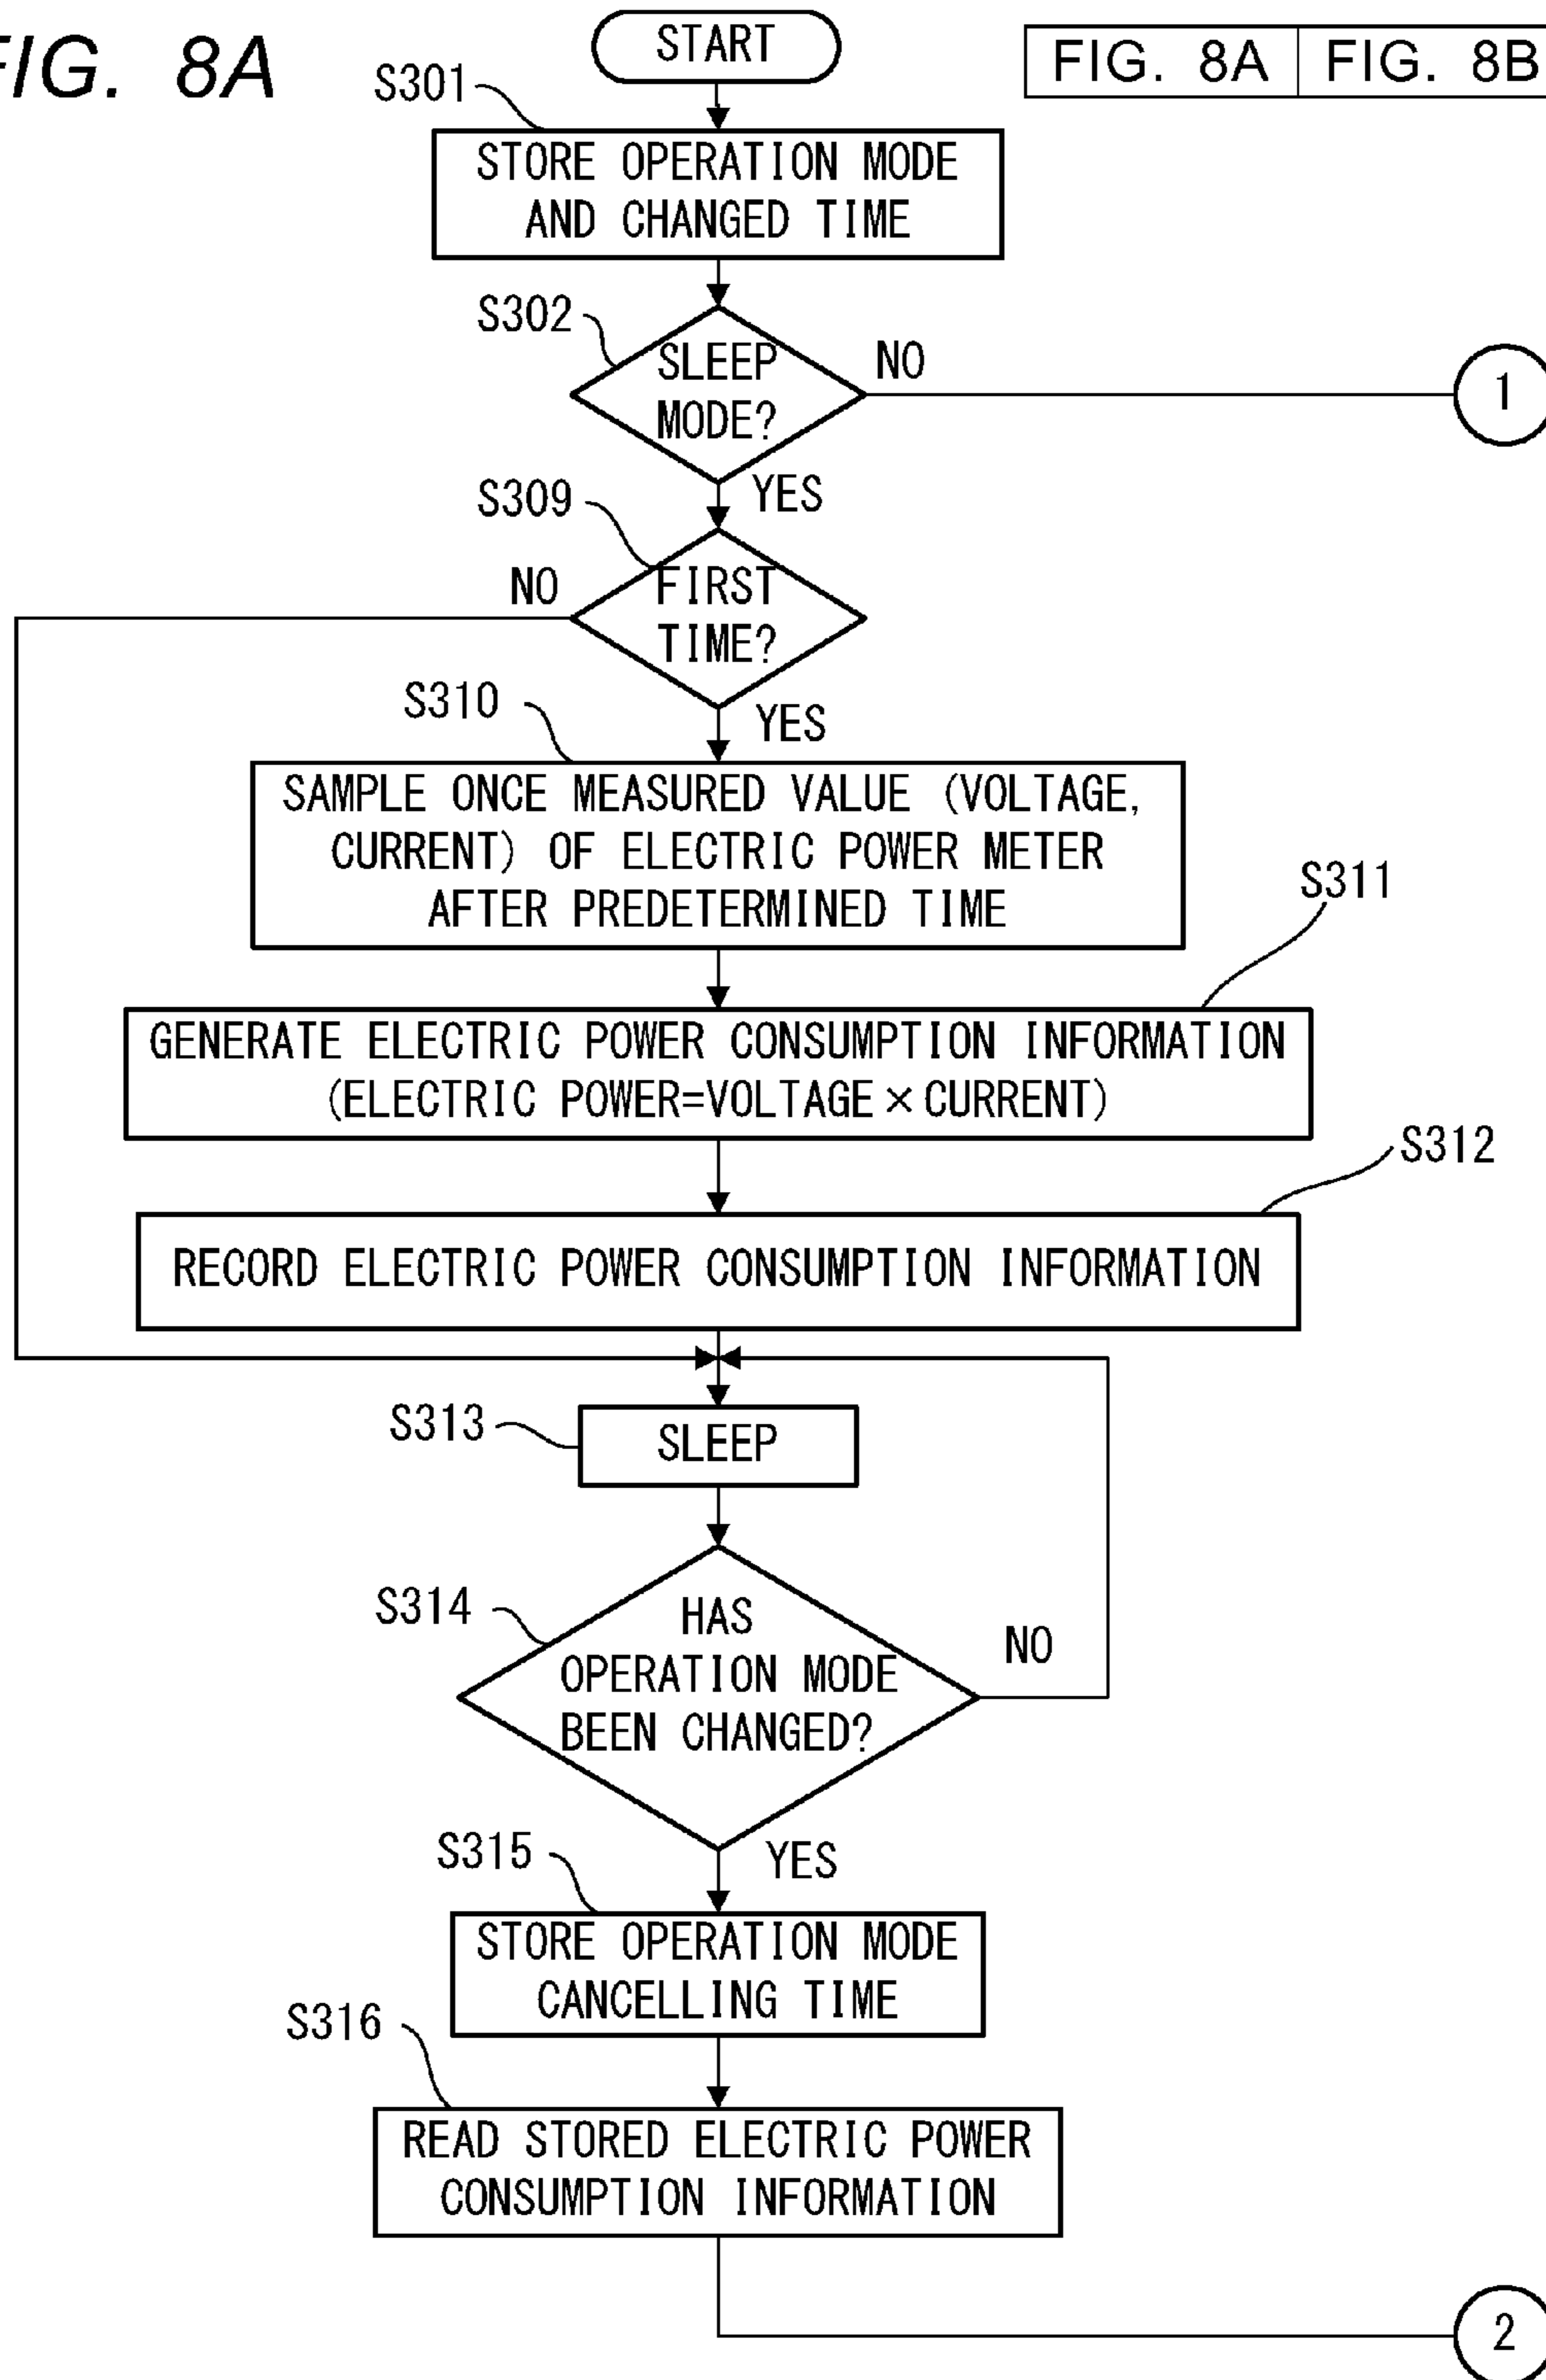 FIG. 8A
START
FIG. 8A FIG. 8B
S301
STORE OPERATION MODE
AND CHANGED TIME
S302
SLEEP
MODE?
NO
1
YES
S309
NO
FIRST
TIME?
S310
YES
SAMPLE ONCE MEASURED VALUE (VOLTAGE,
CURRENT) OF ELECTRIC POWER METER
AFTER PREDETERMINED TIME
S311
GENERATE ELECTRIC POWER CONSUMPTION INFORMATION
(ELECTRIC POWER=VOLTAGE×CURRENT)
S312
RECORD ELECTRIC POWER CONSUMPTION INFORMATION
S313
SLEEP
S314
HAS
OPERATION MODE
BEEN CHANGED?
NO
S315
YES
STORE OPERATION MODE
CANCELLING TIME
S316
READ STORED ELECTRIC POWER
CONSUMPTION INFORMATION
2